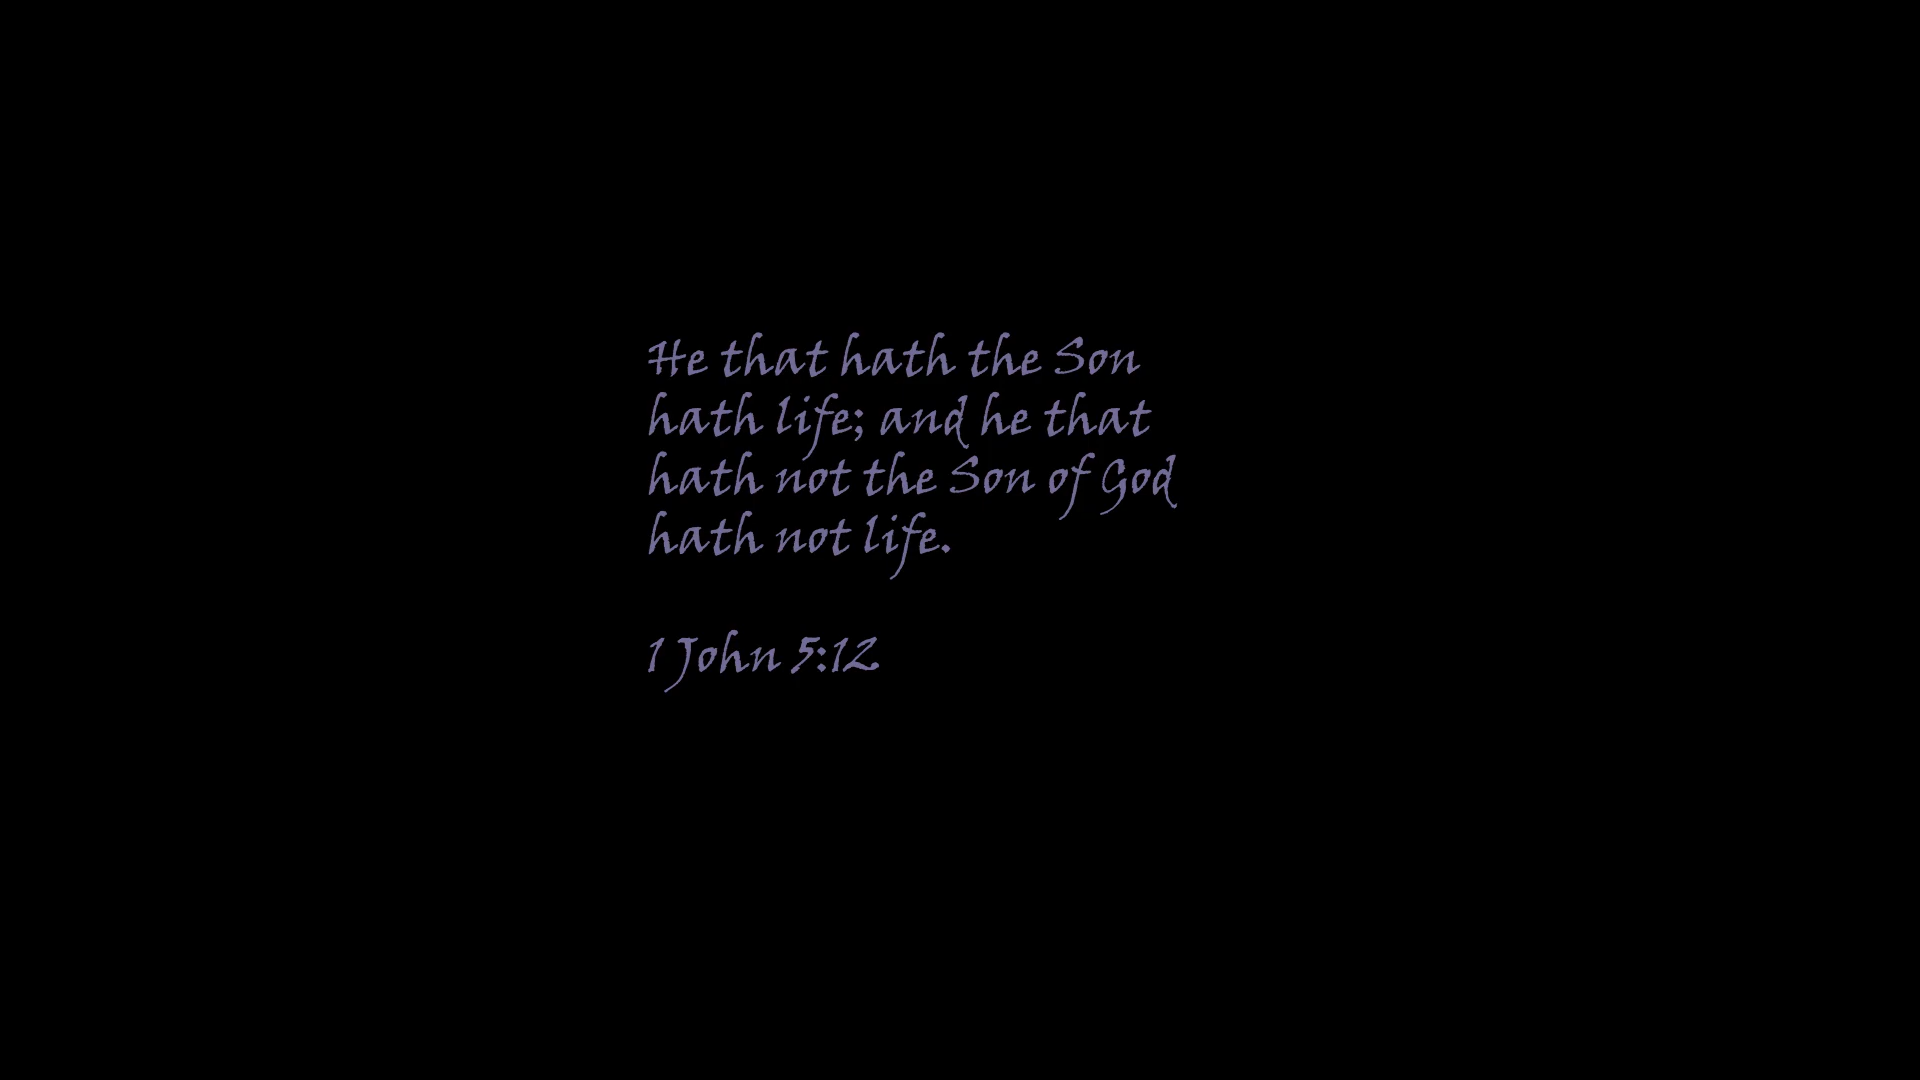 He that hath the Son
hath life; and he that
hath not the Son of God
hath not life.
1 John 5:12